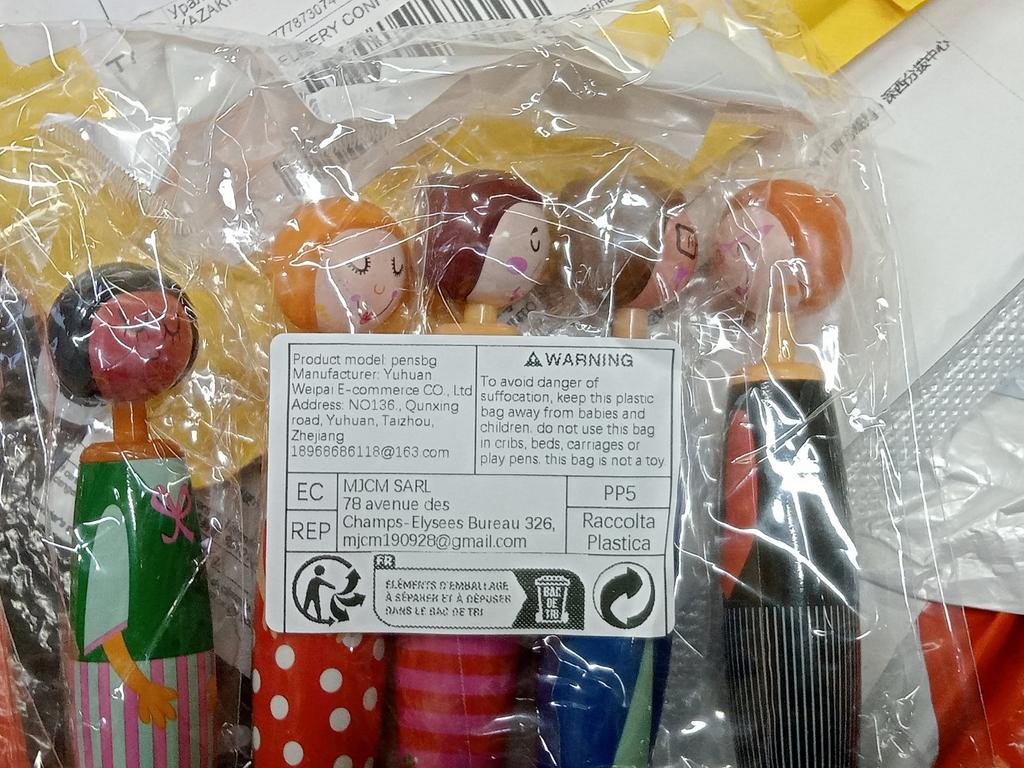 TY
ERY CON
Product model: pensbg
Manufacturer: Yuhuan
Weipai E-commerce CO., Ltd
Address: NO136., Qunxing
road, Yuhuan, Taizhou,
Zhejiang
18968686118@163.com
WARNING
To avoid danger of
suffocation, keep this plastic
bag away from babies and
children. do not use this bag
in cribs, beds, carriages or
play pens. this bag is not a toy.
EC
REP
MJCM SARL
78 avenue des
Champs-Elysees Bureau 326,
mjcm190928@gmail.com
PP5
Raccolta
Plastica
FR
ÉLÉMENTS D'EMBALLAGE
À SÉPARER ET À DÉPOSER
DANS LE BAC DE TRI
BAC
DE
TRI